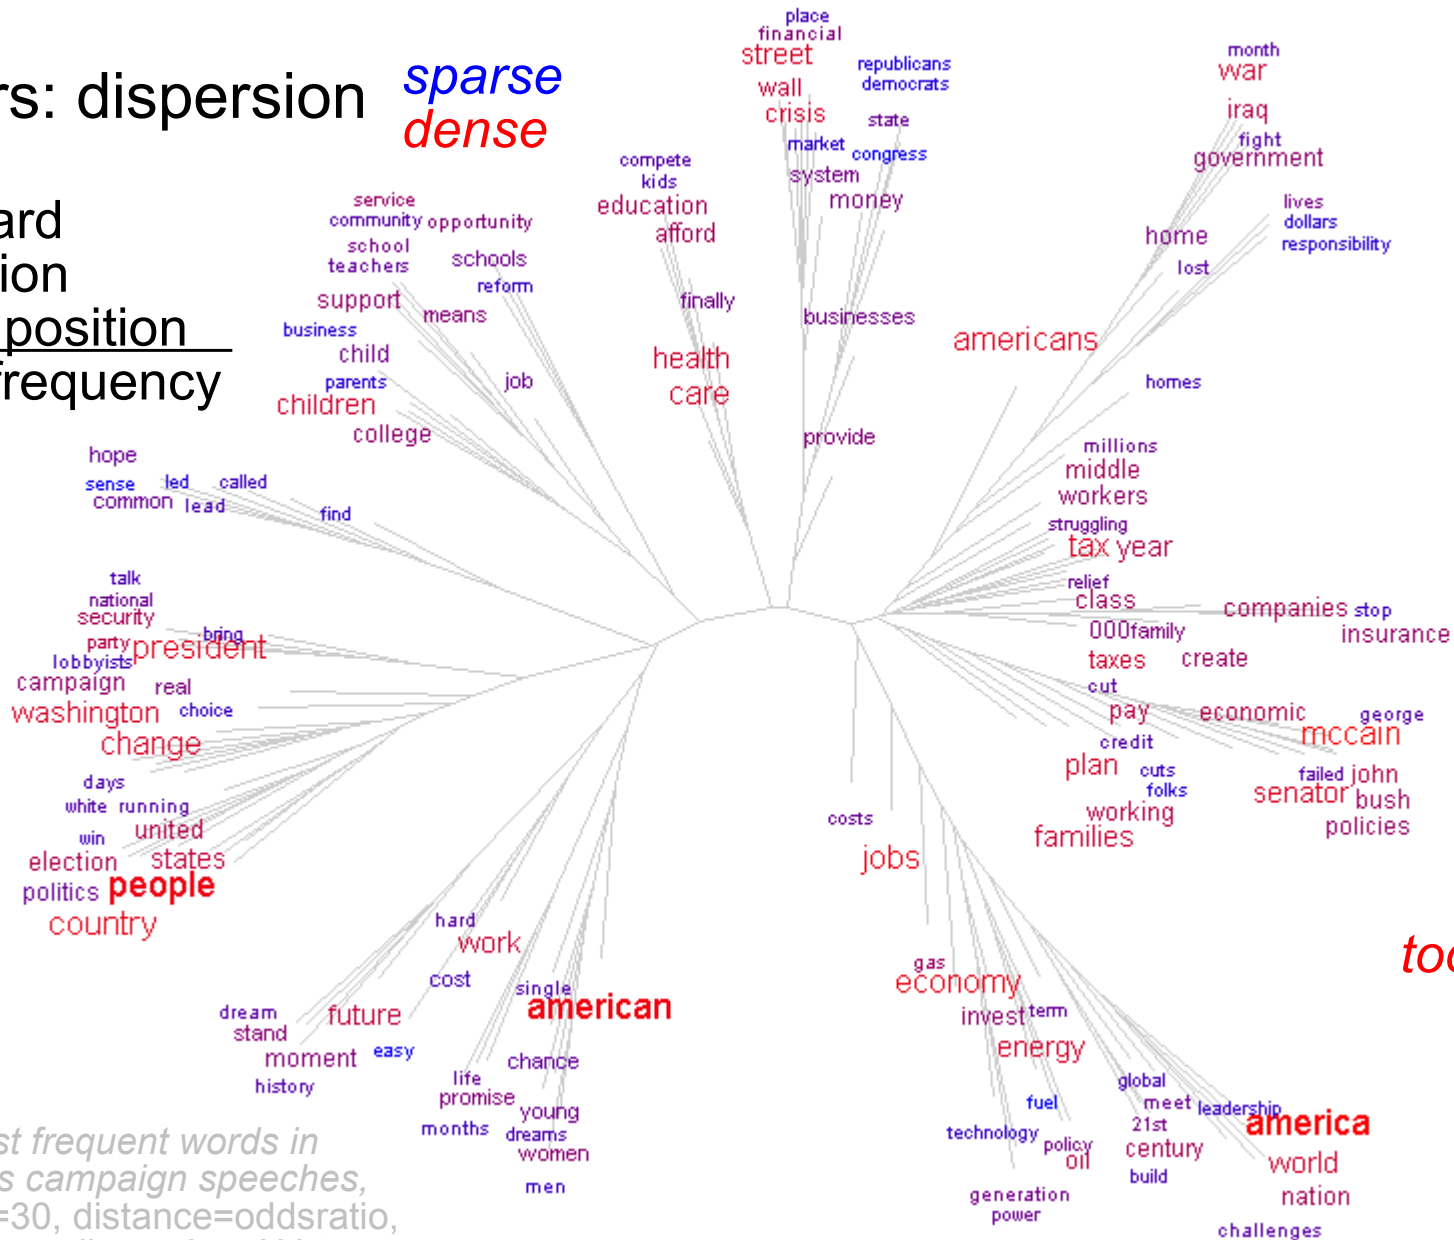 rs: dispersion
sparse
dense
ard
ion
position
frequency
place
financial
street
wall
crisis
republicans
democrats
state
market
congress
system
money
businesses
provide
month
war
iraq
fight
government
lives
dollars
responsibility
home
lost
americans
homes
compete
kids
education
afford
finally
health
care
service
community opportunity
school
teachers
schools
reform
support
means
business
child
parents
job
children
college
hope
sense led called
common lead
find
millions
middle
workers
struggling
tax year
relief
class
companies stop
000family
insurance
taxes create
cut
pay economic
george
mccain
credit
plan cuts
folks
failed john
senator bush
working
policies
families
talk
national
security
bring
party president
lobbyists
campaign real
washington choice
change
days
white running
win united
election states
politics people
country
costs
jobs
hard
work
cost
single
american
dream
stand
future
moment easy
history
chance
life
promise
young
months dreams
women
men
gas
economy
invest term
energy
fuel
technology policy
oil
generation
power
global
meet leadership
21st america
century
world
build
nation
challenges
too
st frequent words in
s campaign speeches,
=30, distance=oddsratio,